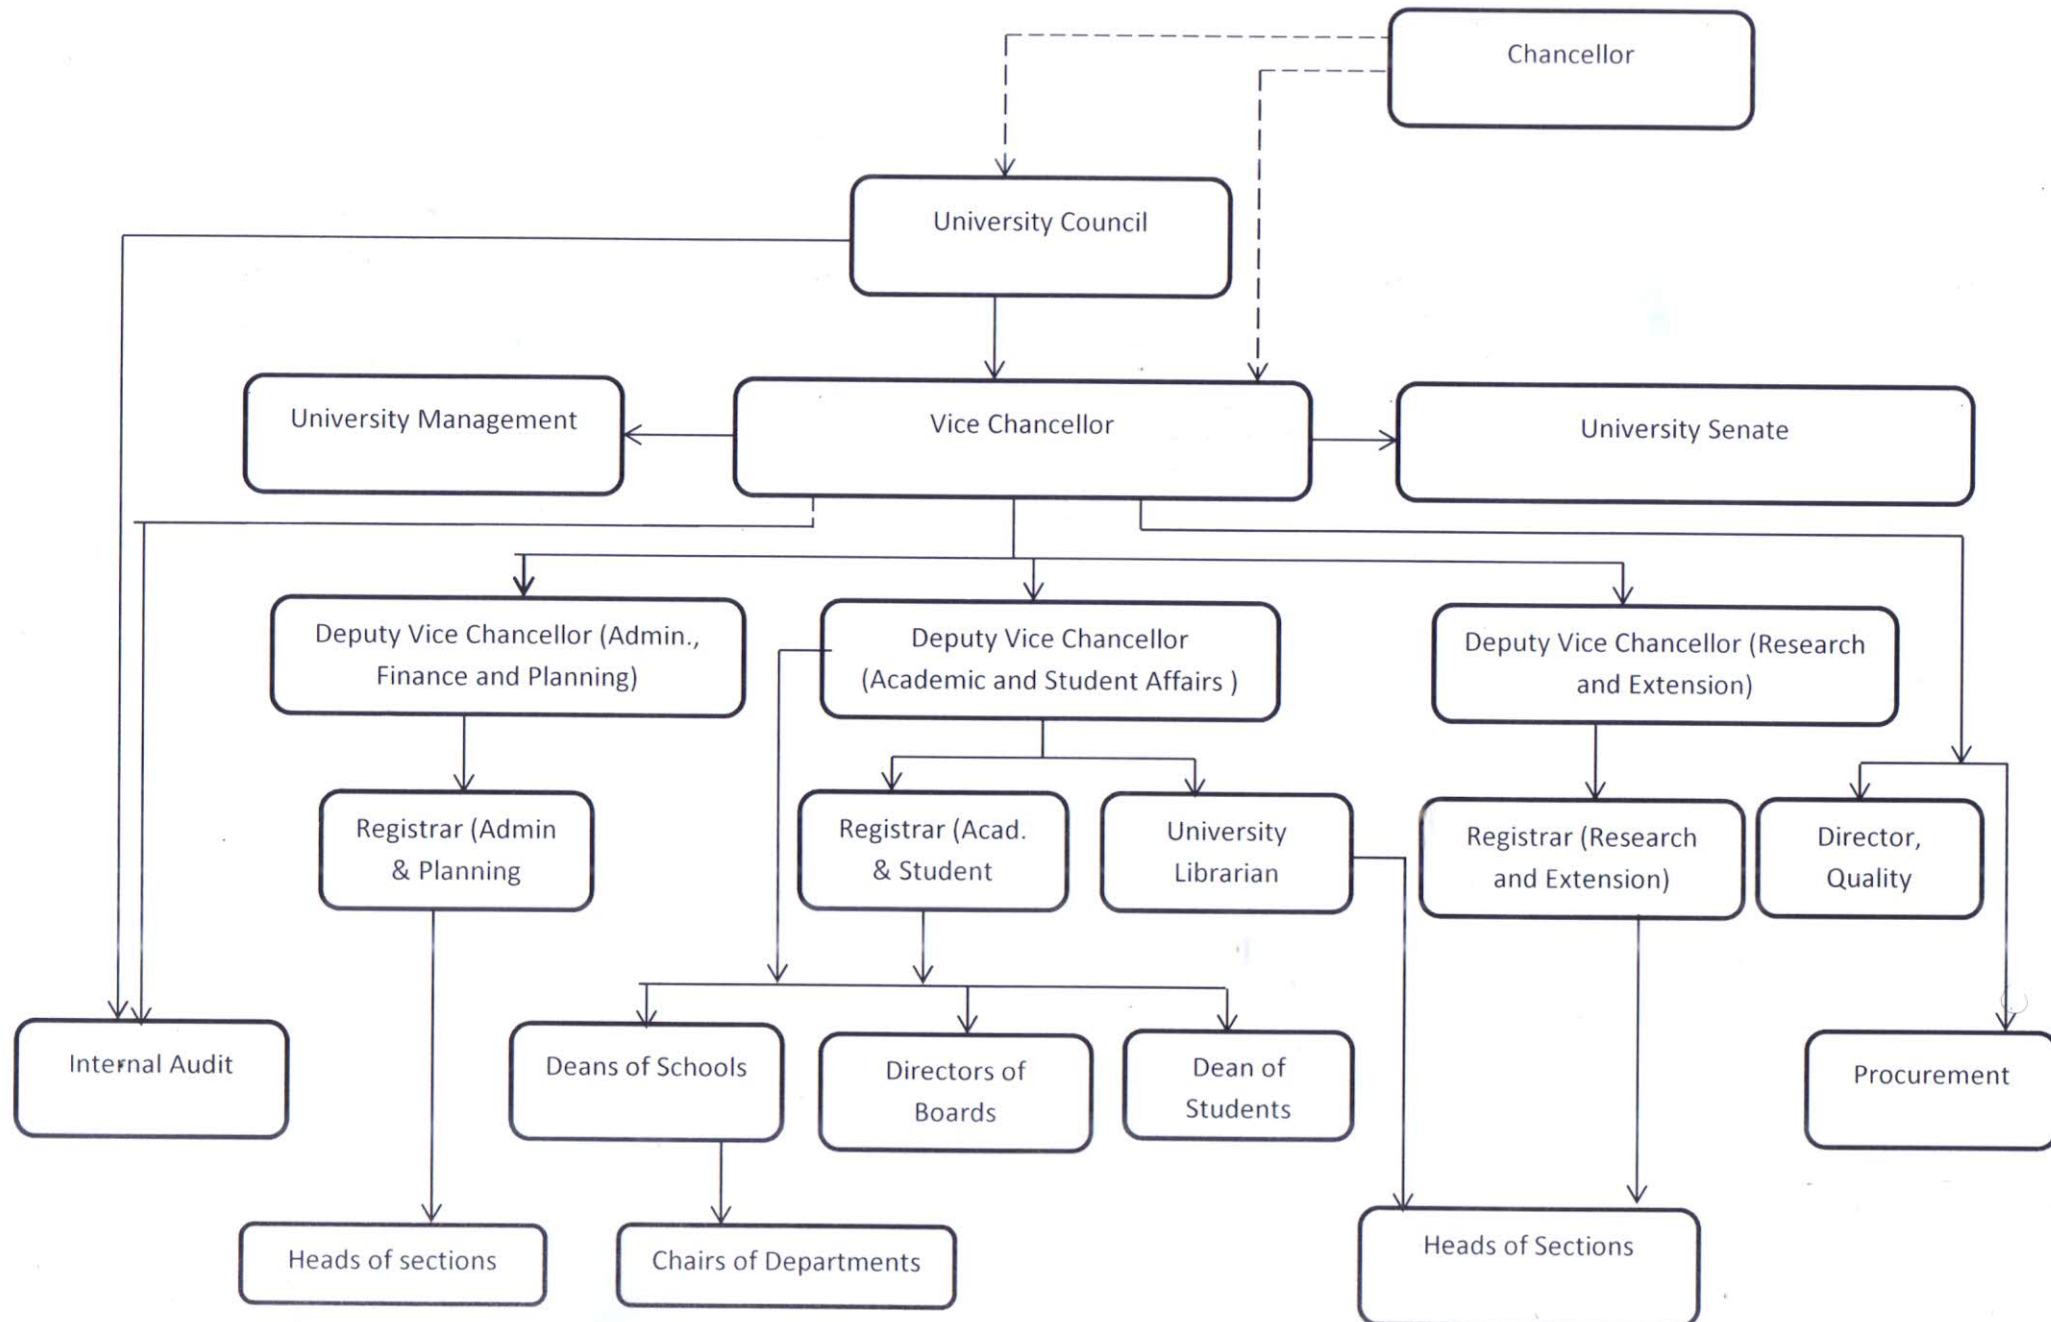 Chancellor
University Council
University Management
Vice Chancellor
University Senate
Deputy Vice Chancellor (Admin.,
Finance and Planning)
Deputy Vice Chancellor
(Academic and Student Affairs )
Deputy Vice Chancellor (Research
and Extension)
Registrar (Admin
& Planning
Registrar (Acad.
& Student
University
Librarian
Registrar (Research
and Extension)
Director,
Quality
Internal Audit
Deans of Schools
Directors of
Boards
Dean of
Students
Procurement
Heads of sections
Chairs of Departments
Heads of Sections